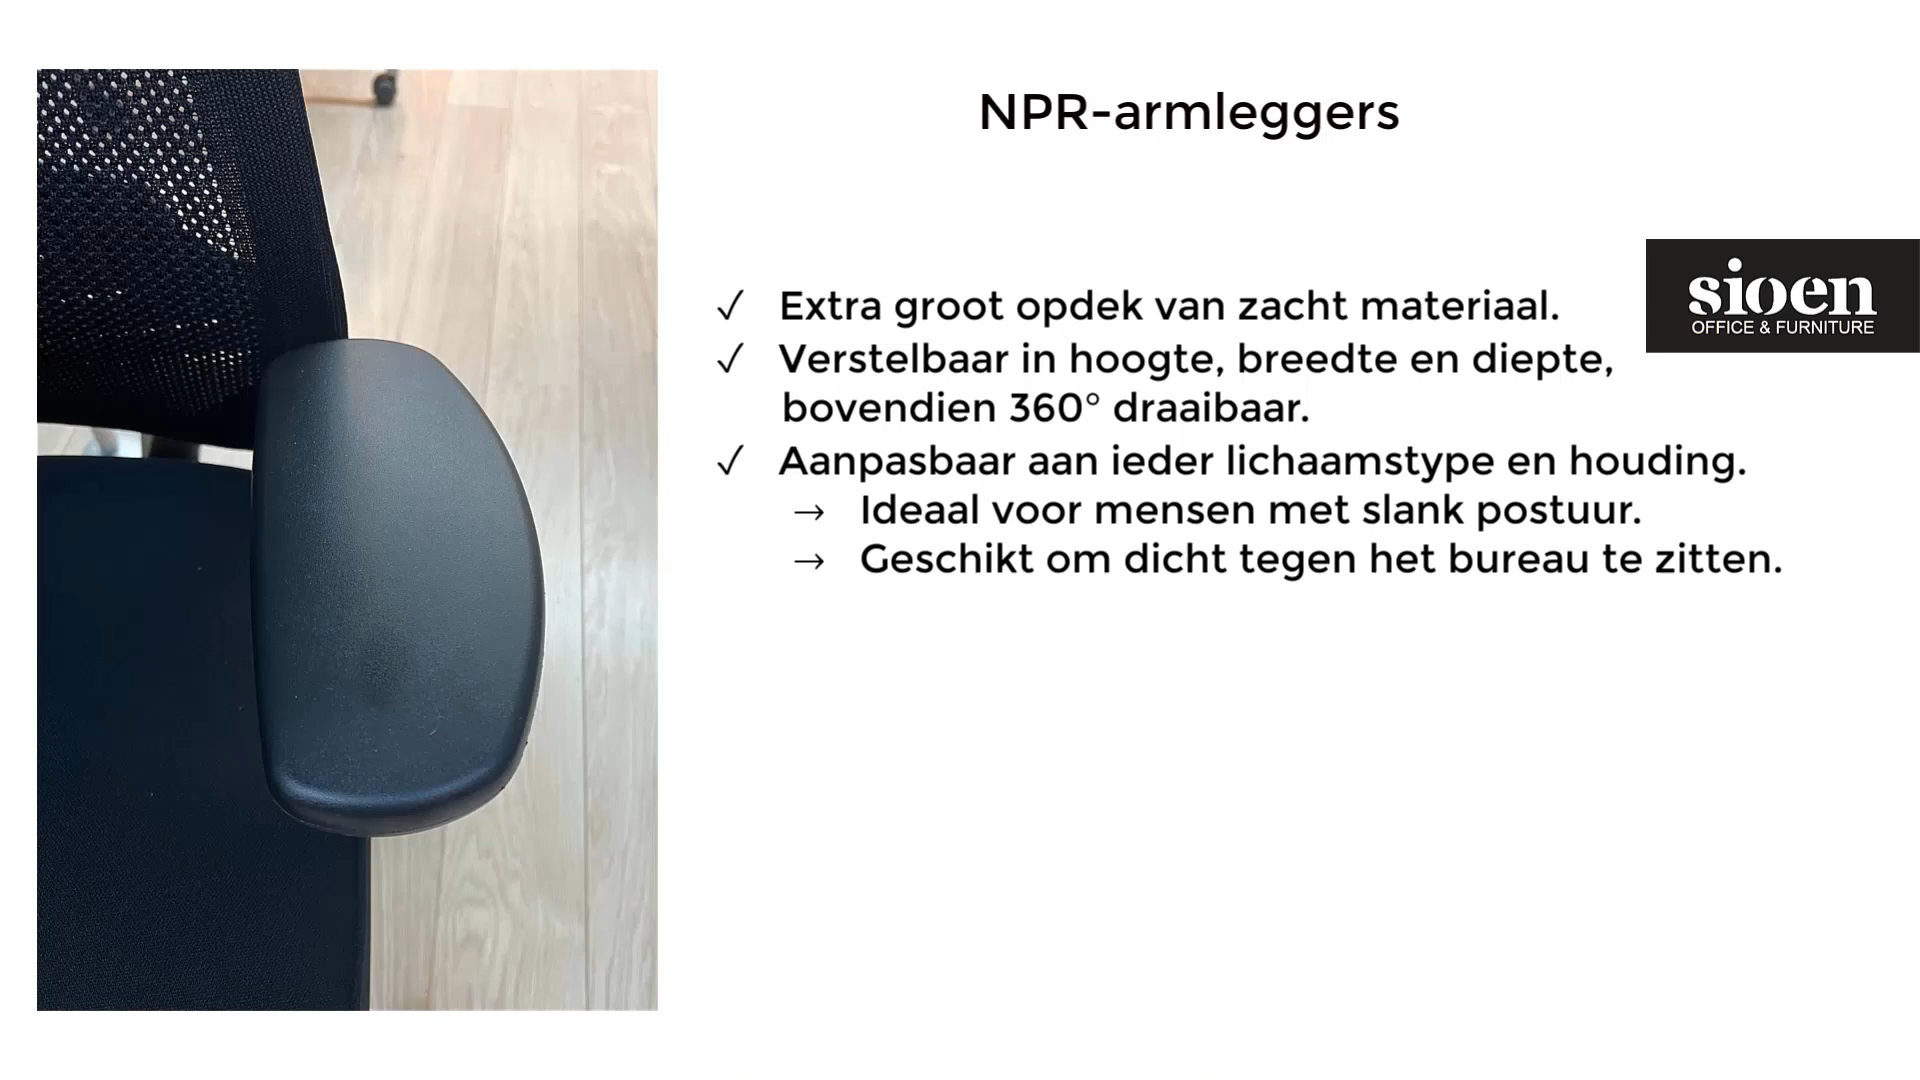 NPR-armleggers
sioen
OFFICE & FURNITURE
✓ Extra groot opdek van zacht materiaal.
✓ Verstelbaar in hoogte, breedte en diepte,
bovendien 360° draaibaar.
✓ Aanpasbaar aan ieder lichaamstype en houding.
→ Ideaal voor mensen met slank postuur.
→ Geschikt om dicht tegen het bureau te zitten.